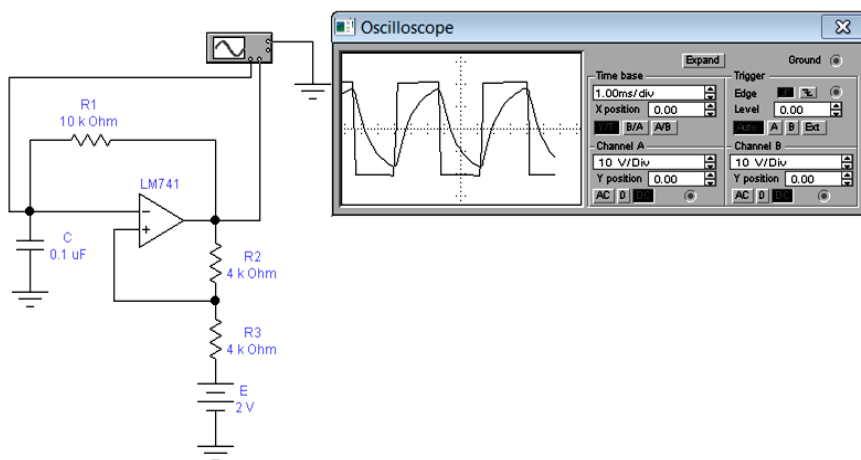 Oscilloscope
Expand
Ground
Time base
Trigger
1.00ms/div
Edge
X position 0.00
Level 0.00
Y/T B/A A/B
Auto A B Ext
Channel A
Channel B
10 V/Div
10 V/Div
Y position 0.00
Y position 0.00
AC 0 DC
AC 0 DC
R1
10 k Ohm
LM741
C
0.1 uF
R2
4 k Ohm
R3
4 k Ohm
E
2 V